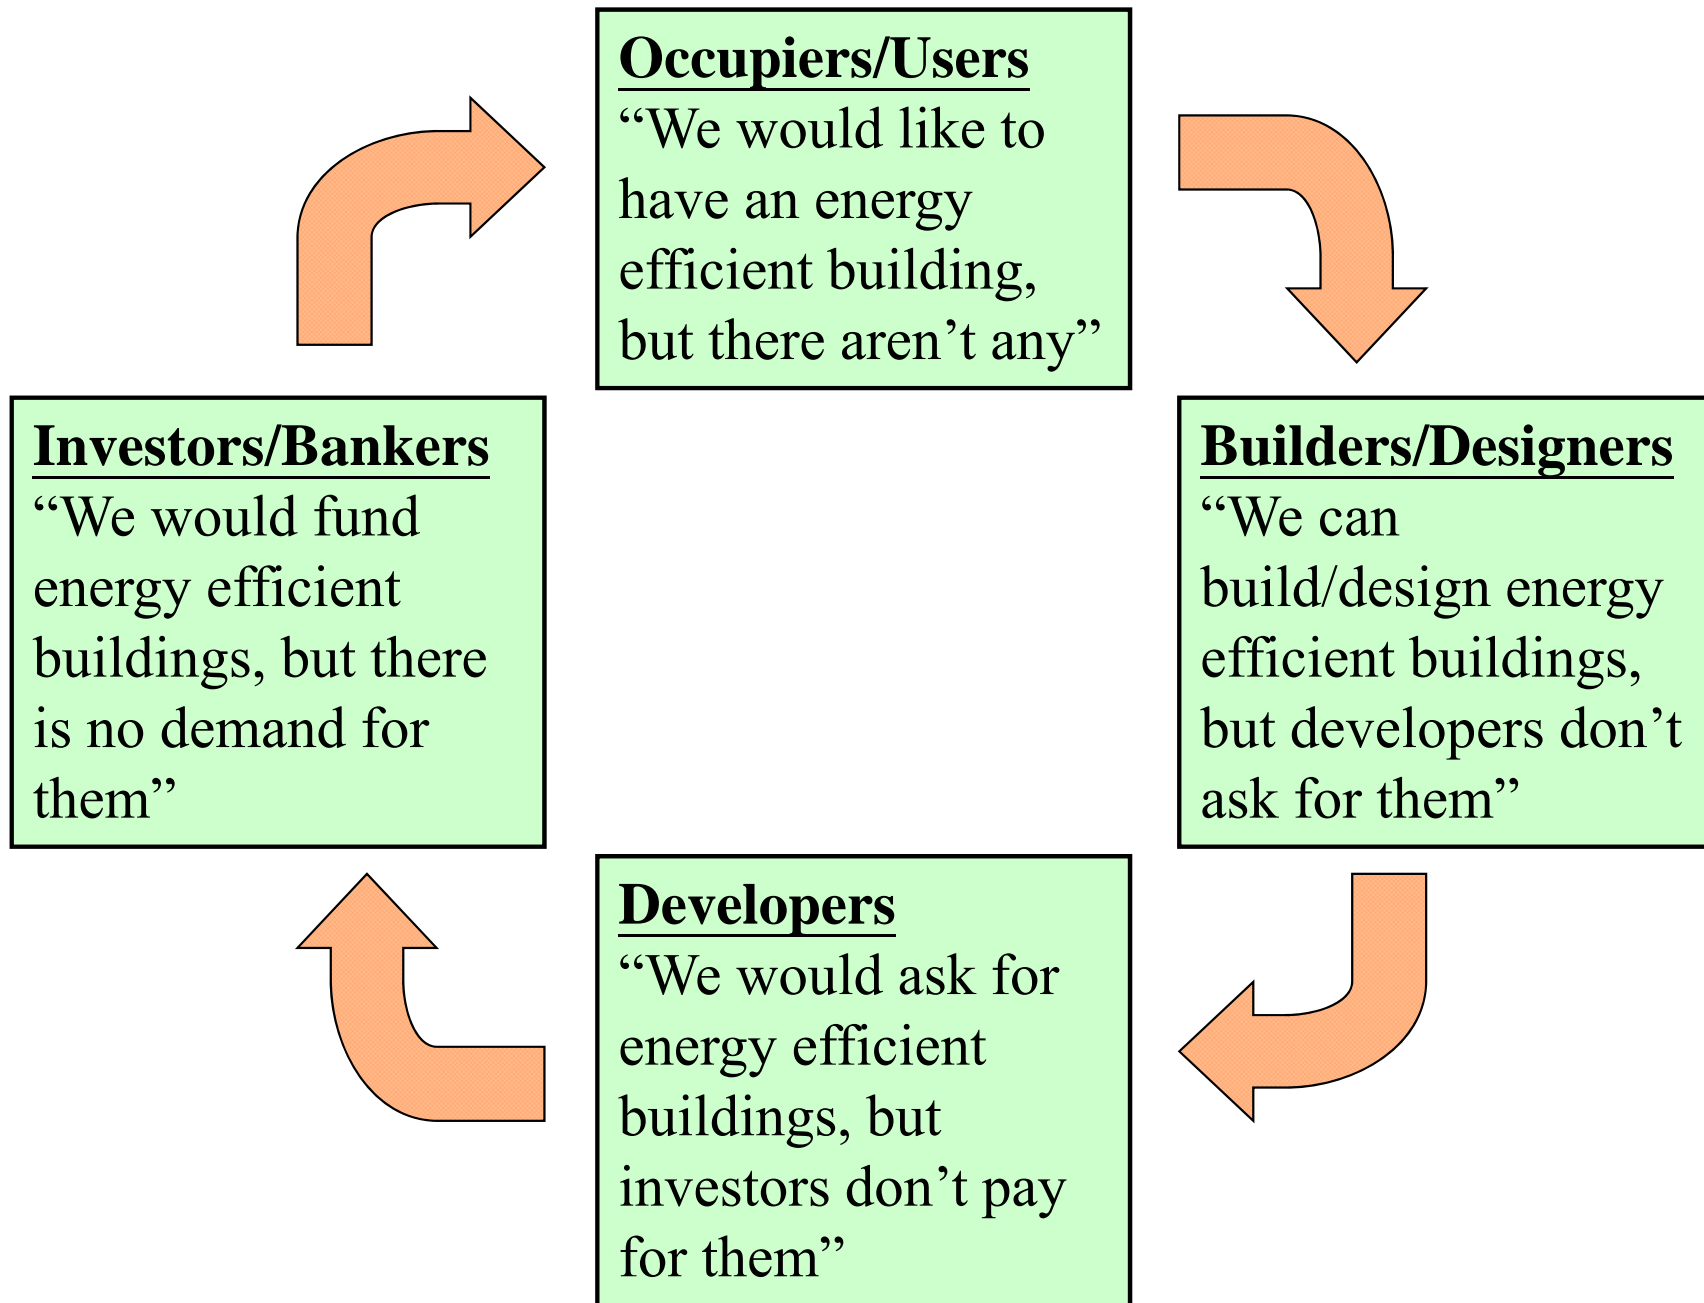 Occupiers/Users
“We would like to
have an energy
efficient building,
but there aren’t any”
Investors/Bankers
“We would fund
energy efficient
buildings, but there
is no demand for
them”
Builders/Designers
“We can
build/design energy
efficient buildings,
but developers don’t
ask for them”
Developers
“We would ask for
energy efficient
buildings, but
investors don’t pay
for them”